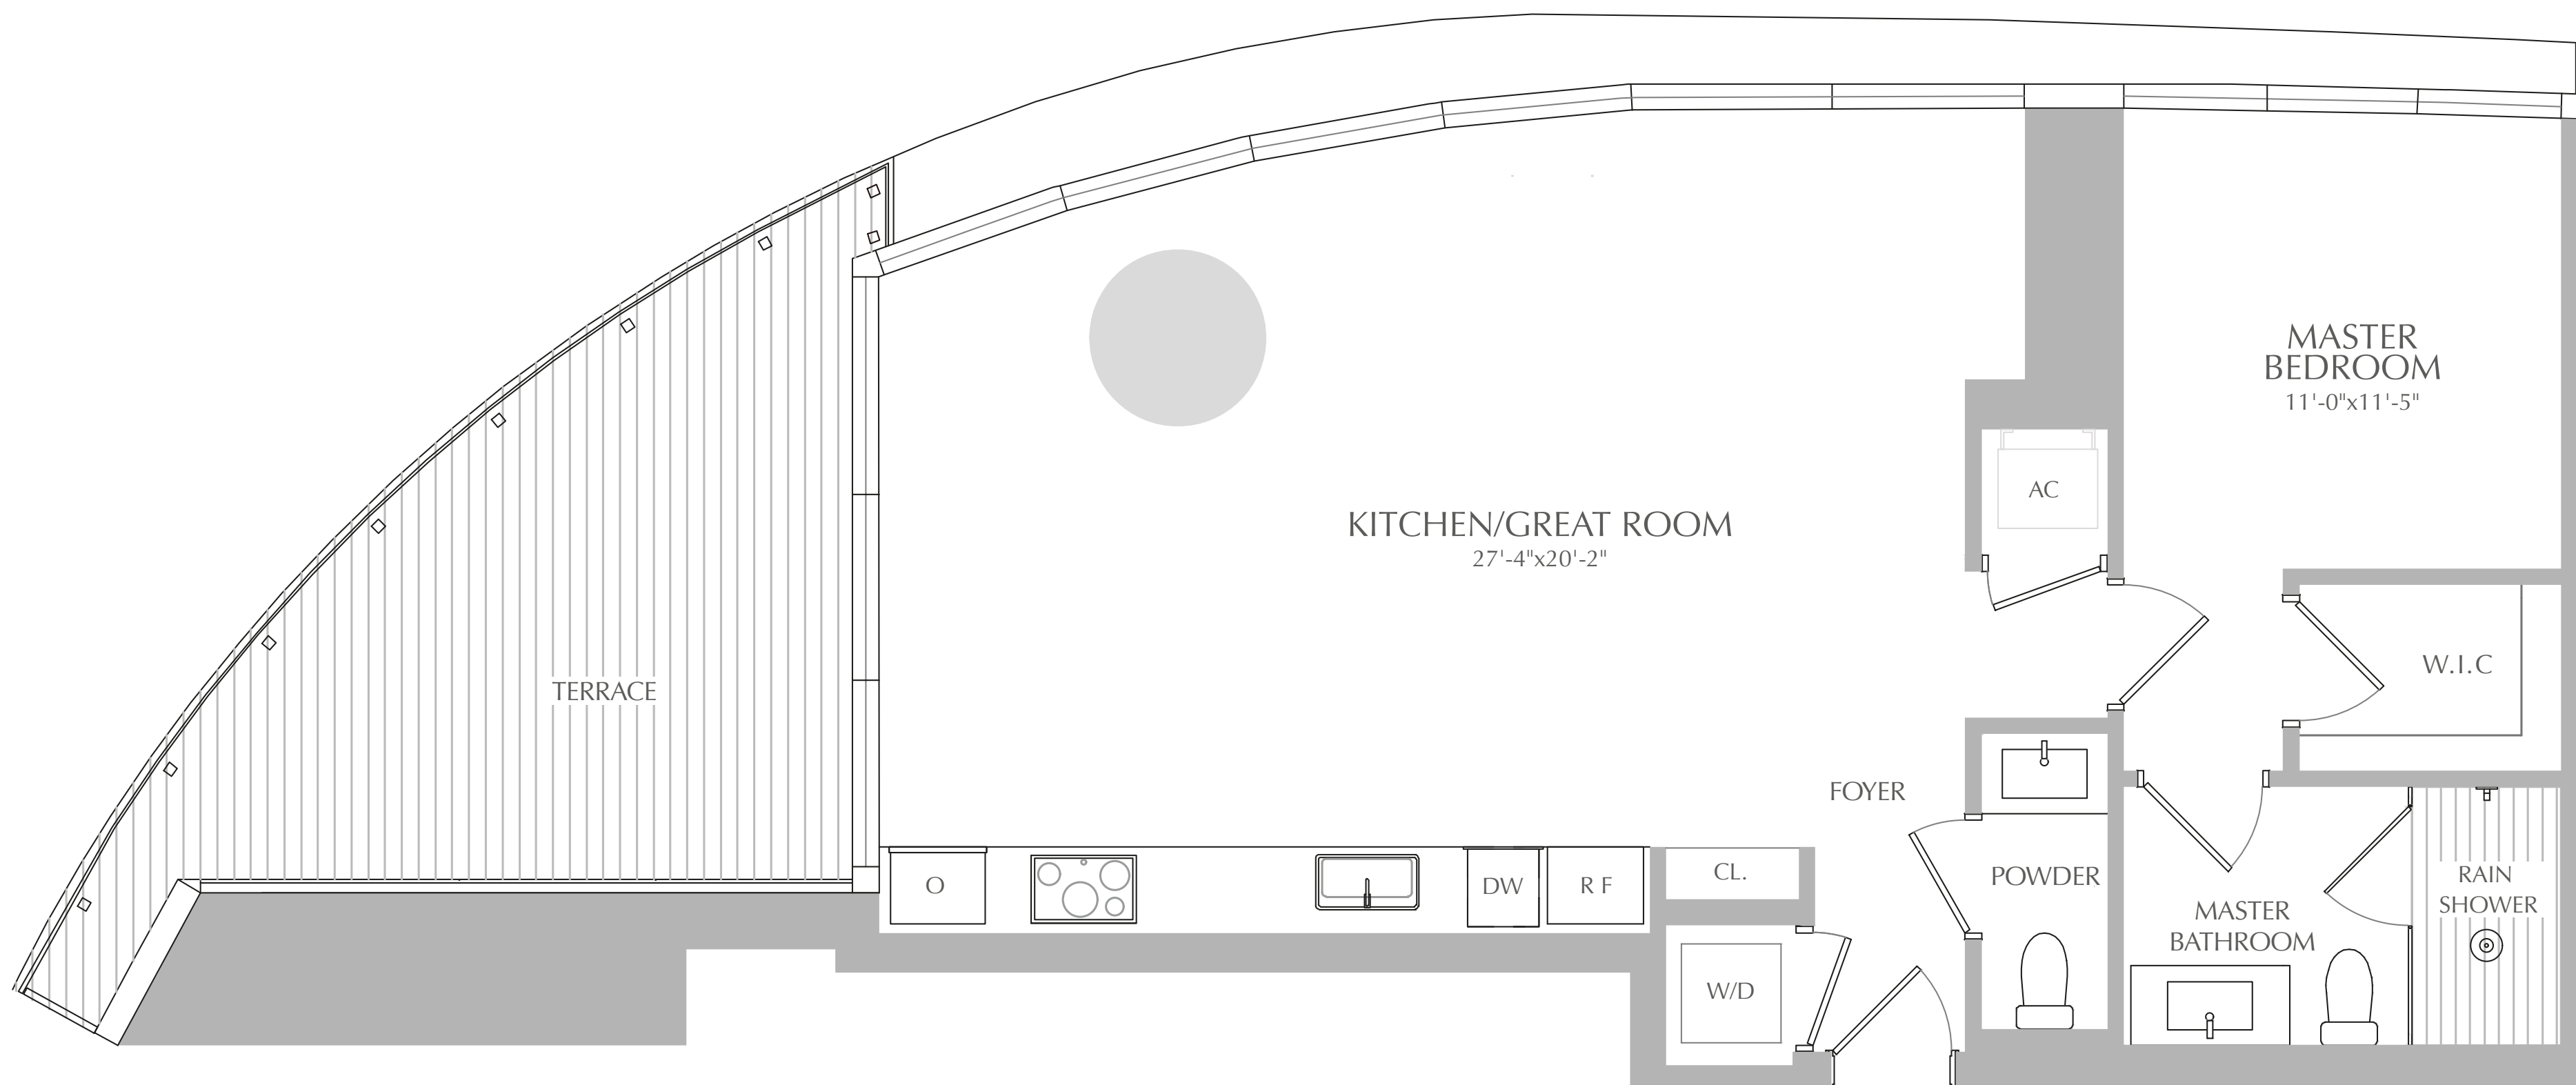 MASTER
BEDROOM
11'-0"x11'-5"
AC
KITCHEN/GREAT ROOM
27'-4"x20'-2"
W.I.C
TERRACE
FOYER
O
DW
R F
CL.
POWDER
RAIN
SHOWER
MASTER
BATHROOM
W/D